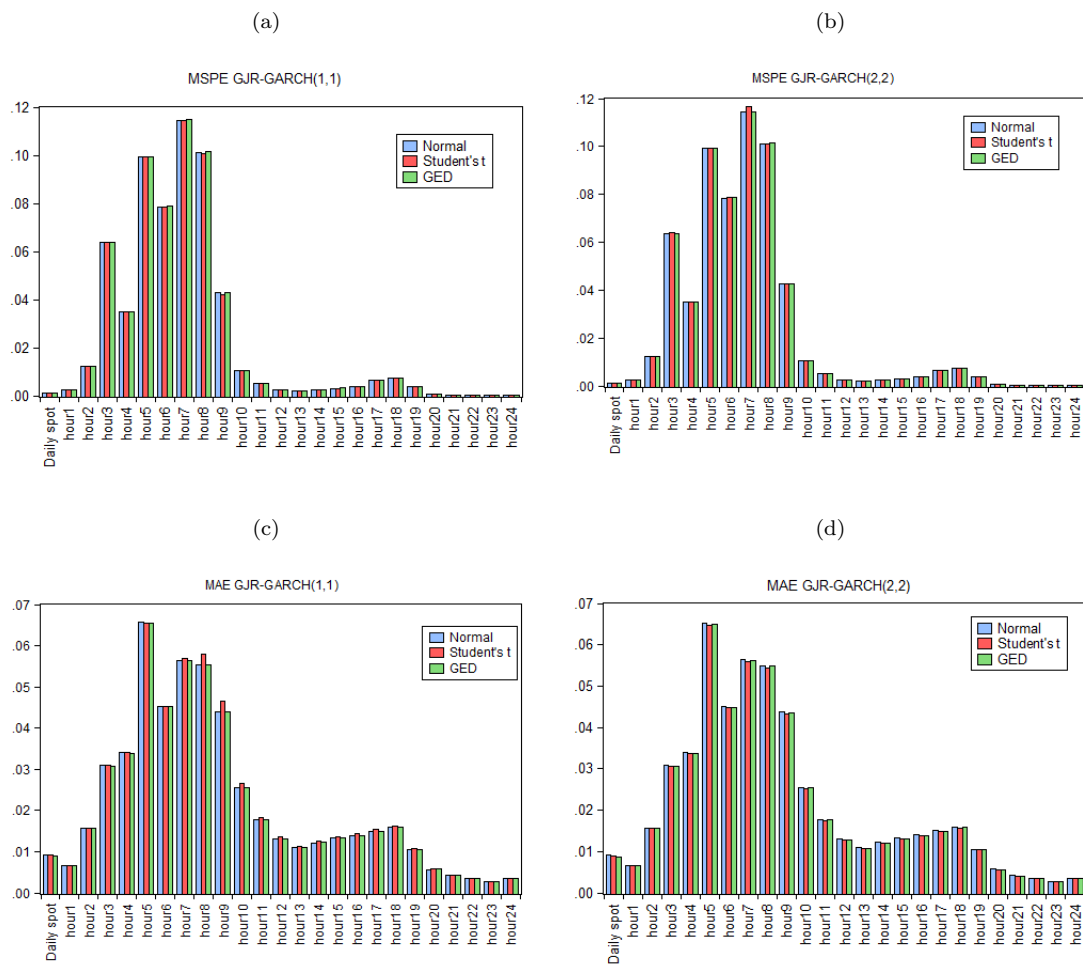 (a)
MSPE GJR-GARCH(1,1)
.12
.10
.08
.06
.04
.02
.00
Normal
Student's t
GED
Daily spot
hour1
hour2
hour3
hour4
hour5
hour6
hour7
hour8
hour9
hour10
hour11
hour12
hour13
hour14
hour15
hour16
hour17
hour18
hour19
hour20
hour21
hour22
hour23
hour24
(b)
MSPE GJR-GARCH(2,2)
.12
.10
.08
.06
.04
.02
.00
Normal
Student's t
GED
Daily spot
hour1
hour2
hour3
hour4
hour5
hour6
hour7
hour8
hour9
hour10
hour11
hour12
hour13
hour14
hour15
hour16
hour17
hour18
hour19
hour20
hour21
hour22
hour23
hour24
(c)
MAE GJR-GARCH(1,1)
.07
.06
.05
.04
.03
.02
.01
.00
Normal
Student's t
GED
Daily spot
hour1
hour2
hour3
hour4
hour5
hour6
hour7
hour8
hour9
hour10
hour11
hour12
hour13
hour14
hour15
hour16
hour17
hour18
hour19
hour20
hour21
hour22
hour23
hour24
(d)
MAE GJR-GARCH(2,2)
.07
.06
.05
.04
.03
.02
.01
.00
Normal
Student's t
GED
Daily spot
hour1
hour2
hour3
hour4
hour5
hour6
hour7
hour8
hour9
hour10
hour11
hour12
hour13
hour14
hour15
hour16
hour17
hour18
hour19
hour20
hour21
hour22
hour23
hour24